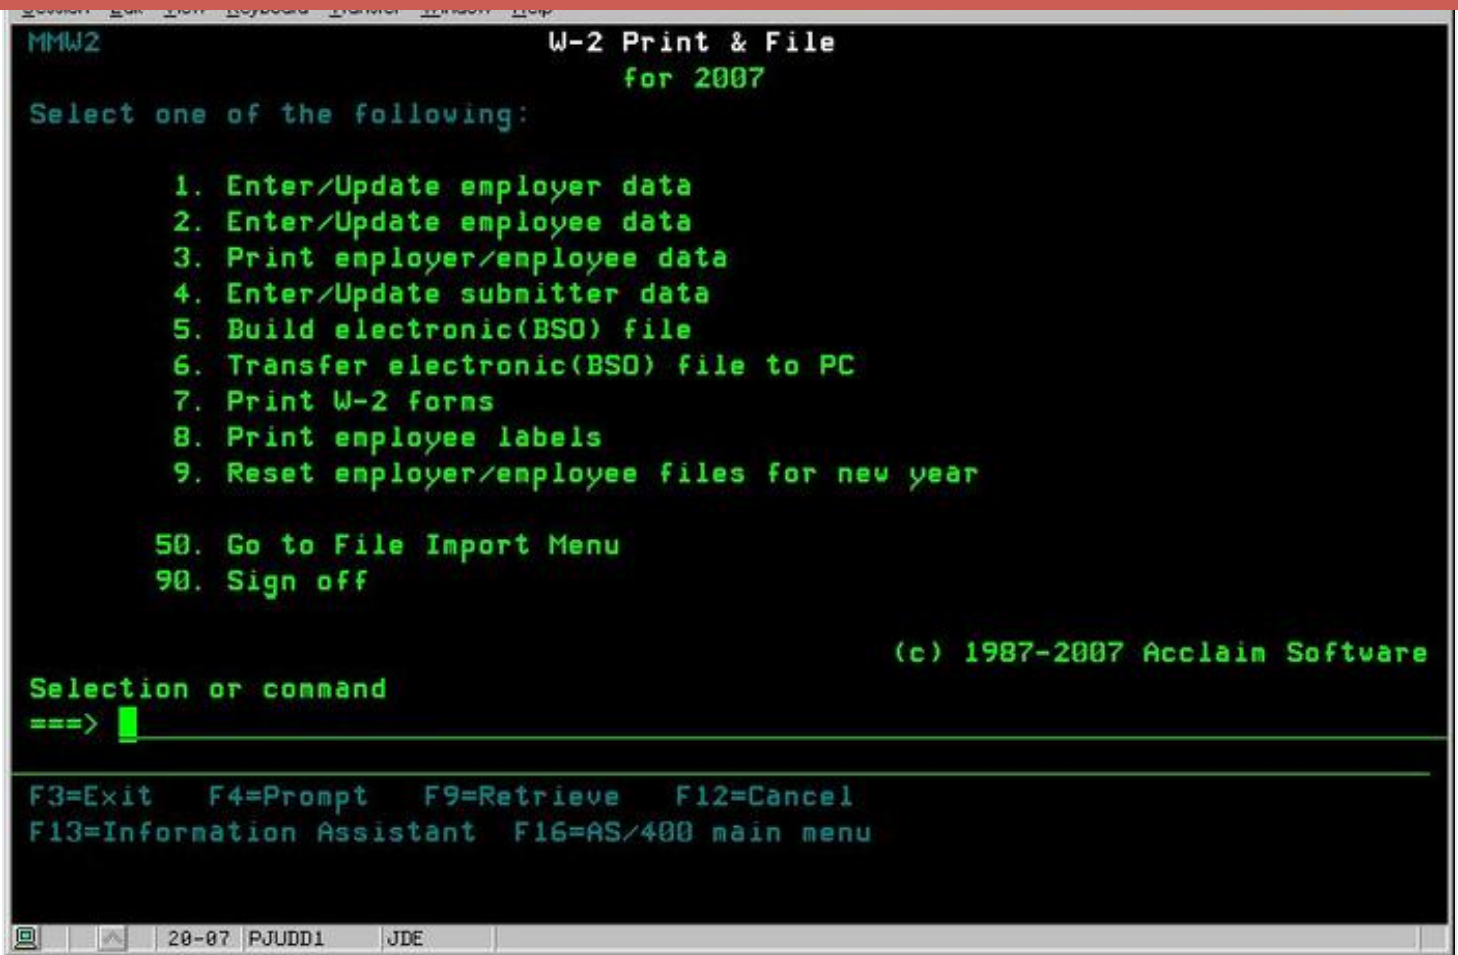 MMW2 W-2 Print & File
for 2007
Select one of the following:
1. Enter/Update employer data
2. Enter/Update employee data
3. Print employer/employee data
4. Enter/Update submitter data
5. Build electronic(BSO) file
6. Transfer electronic(BSO) file to PC
7. Print W-2 forms
8. Print employee labels
9. Reset employer/employee files for new year
50. Go to File Import Menu
90. Sign off
(c) 1987-2007 Acclaim Software
Selection or command
===>
F3=Exit F4=Prompt F9=Retrieve F12=Cancel
F13=Information Assistant F16=AS/400 main menu
20-07 PJUDD1 JDE